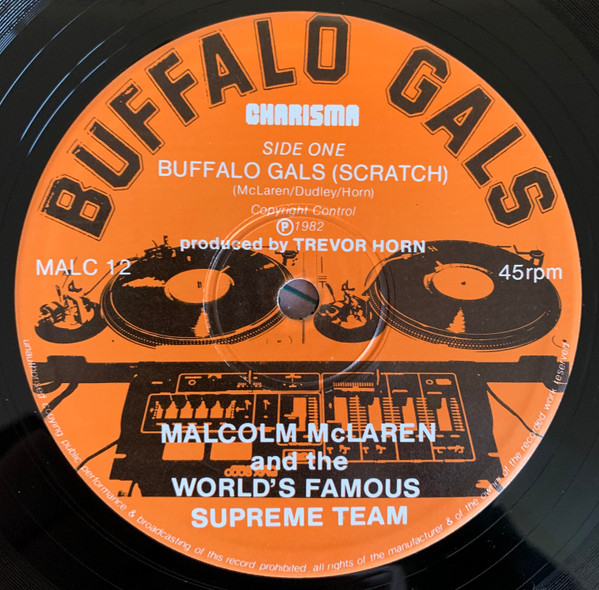 BUFFALO GALS
CHARISMA
SIDE ONE
BUFFALO GALS (SCRATCH)
(McLaren/Dudley/Horn)
Copyright Control
Ⓟ1982
produced by TREVOR HORN
MALC 12
45rpm
MALCOLM McLAREN
and the
WORLD'S FAMOUS
SUPREME TEAM
copying public performance & broadcasting of this record prohibited. all rights of the manufacturer & of the owner of the recorded work reserved